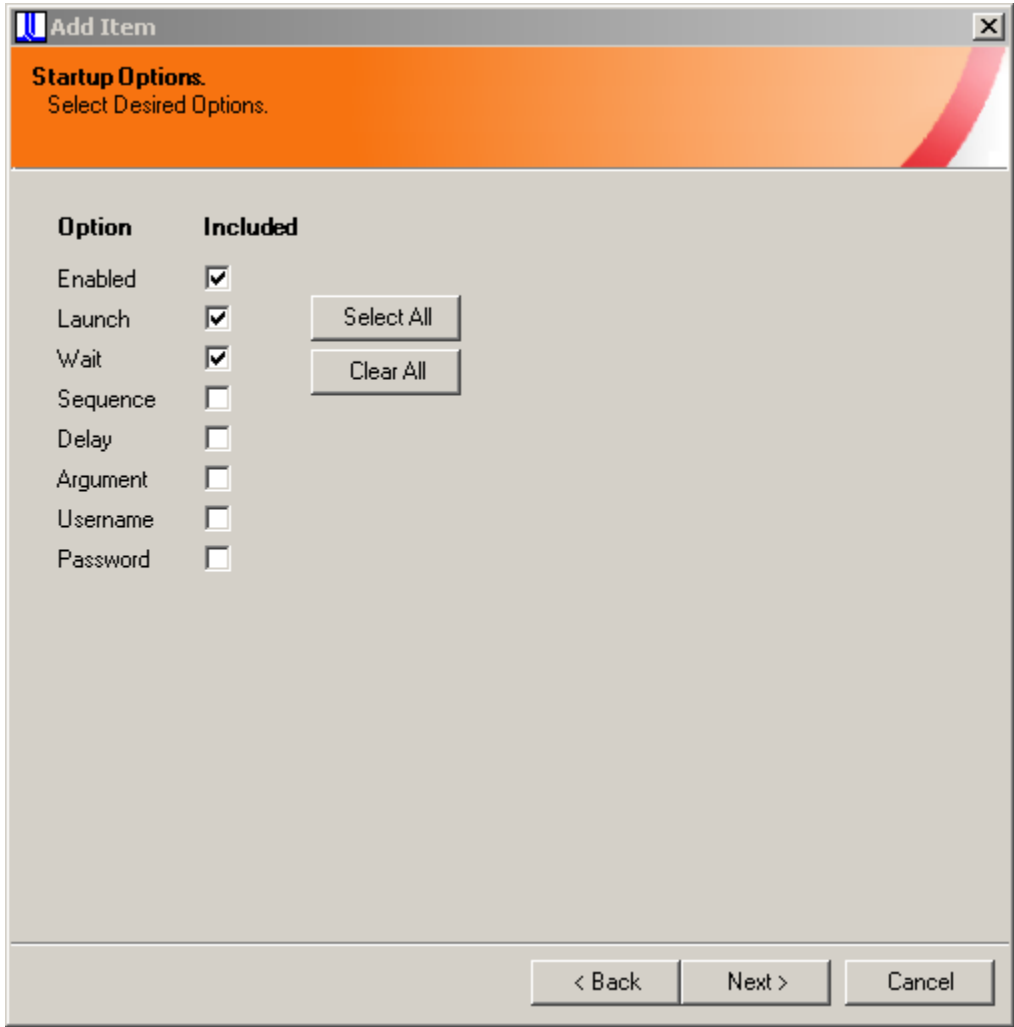 Add Item
Startup Options.
Select Desired Options.
Option Included
Enabled
Launch Select All
Wait Clear All
Sequence
Delay
Argument
Username
Password
< Back Next > Cancel